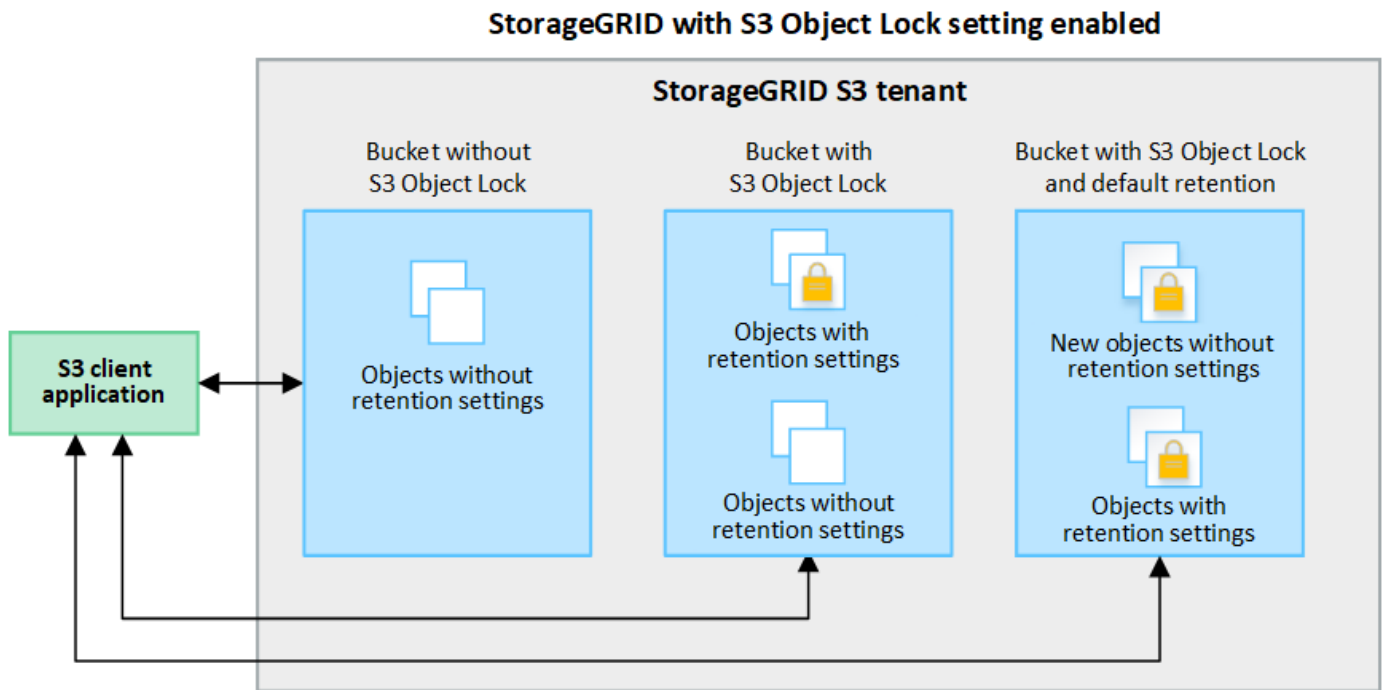 StorageGRID with S3 Object Lock setting enabled
StorageGRID S3 tenant
Bucket without
S3 Object Lock
Bucket with
S3 Object Lock
Bucket with S3 Object Lock
and default retention
S3 client
application
Objects without
retention settings
Objects with
retention settings
Objects without
retention settings
New objects without
retention settings
Objects with
retention settings